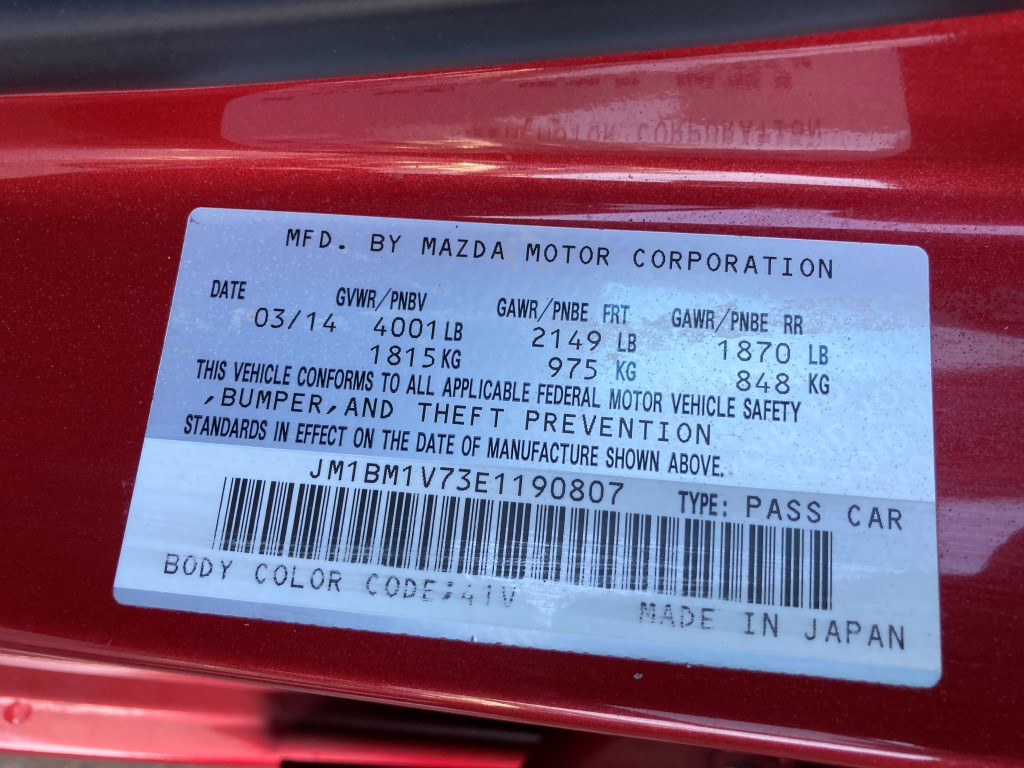 MFD. BY MAZDA MOTOR CORPORATION
DATE GVWR/PNBV GAWR/PNBE FRT GAWR/PNBE RR
03/14 4001 LB 2149 LB 1870 LB
1815 KG 975 KG 848 KG
THIS VEHICLE CONFORMS TO ALL APPLICABLE FEDERAL MOTOR VEHICLE SAFETY
,BUMPER,AND THEFT PREVENTION
STANDARDS IN EFFECT ON THE DATE OF MANUFACTURE SHOWN ABOVE.
JM1BM1V73E1190807 TYPE: PASS CAR
BODY COLOR CODE:41V
MADE IN JAPAN